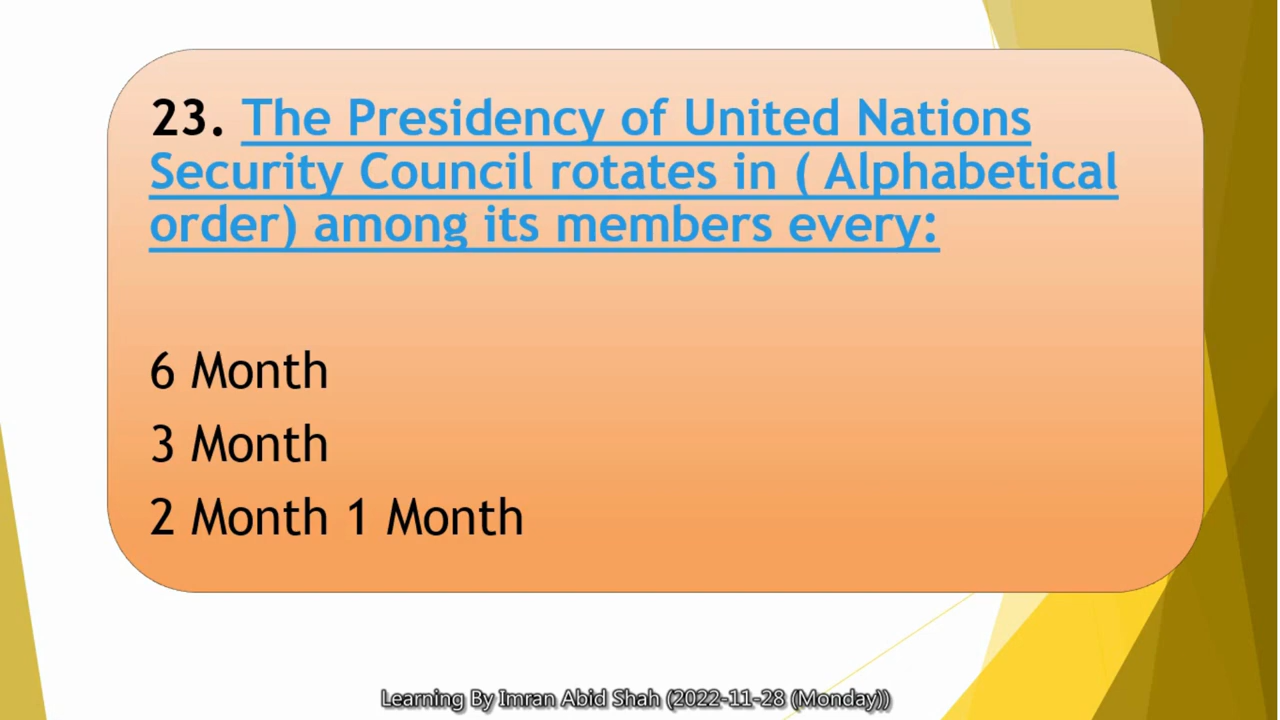 23. The Presidency of United Nations
Security Council rotates in ( Alphabetical
order) among its members every:
6 Month
3 Month
2 Month 1 Month
Learning By Imran Abid Shah (2022-11-28 (Monday))